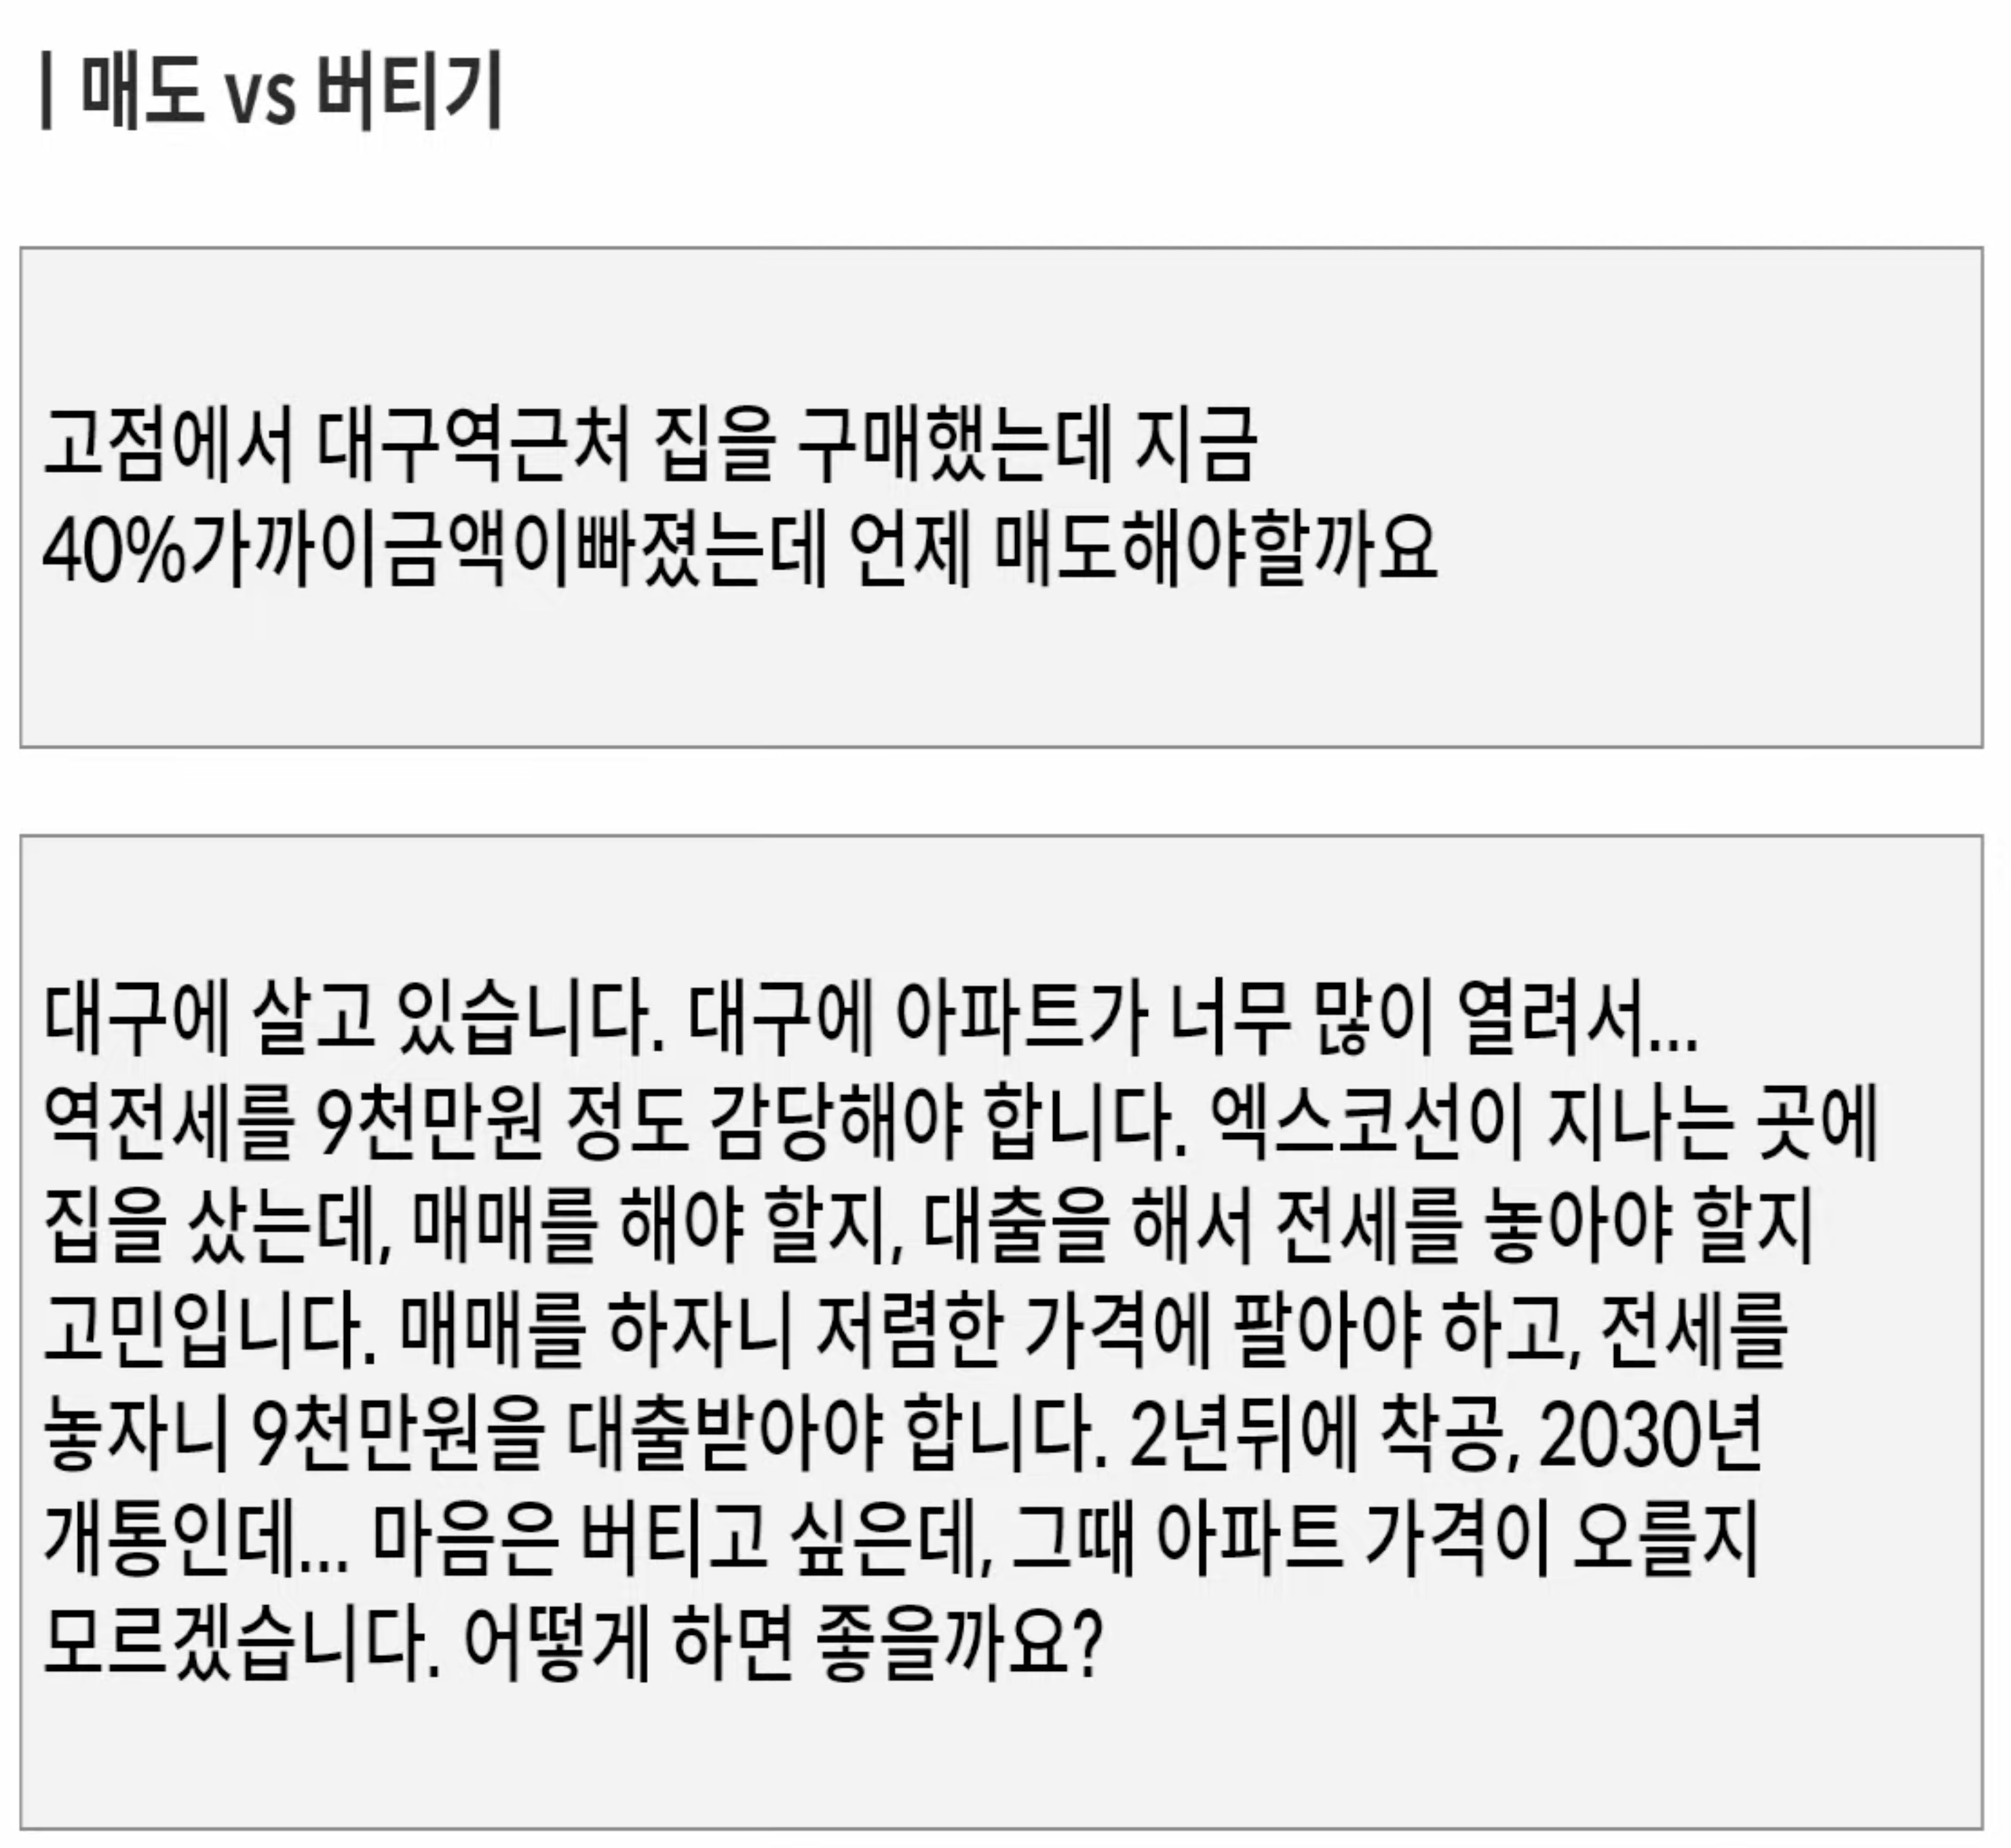 | 매도 vs 버티기
고점에서 대구역근처 집을 구매했는데 지금
40%가까이금액이빠졌는데 언제 매도해야할까요
대구에 살고 있습니다. 대구에 아파트가 너무 많이 열려서...
역전세를 9천만원 정도 감당해야 합니다. 엑스코선이 지나는 곳에
집을 샀는데, 매매를 해야 할지, 대출을 해서 전세를 놓아야 할지
고민입니다. 매매를 하자니 저렴한 가격에 팔아야 하고, 전세를
놓자니 9천만원을 대출받아야 합니다. 2년뒤에 착공, 2030년
개통인데... 마음은 버티고 싶은데, 그때 아파트 가격이 오를지
모르겠습니다. 어떻게 하면 좋을까요?